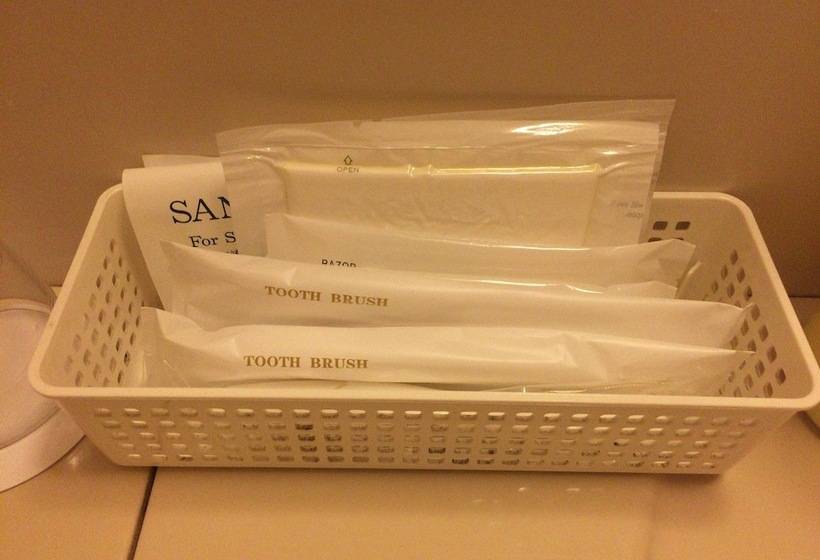 OPEN
SAN
For S
RAZOR
TOOTH BRUSH
TOOTH BRUSH